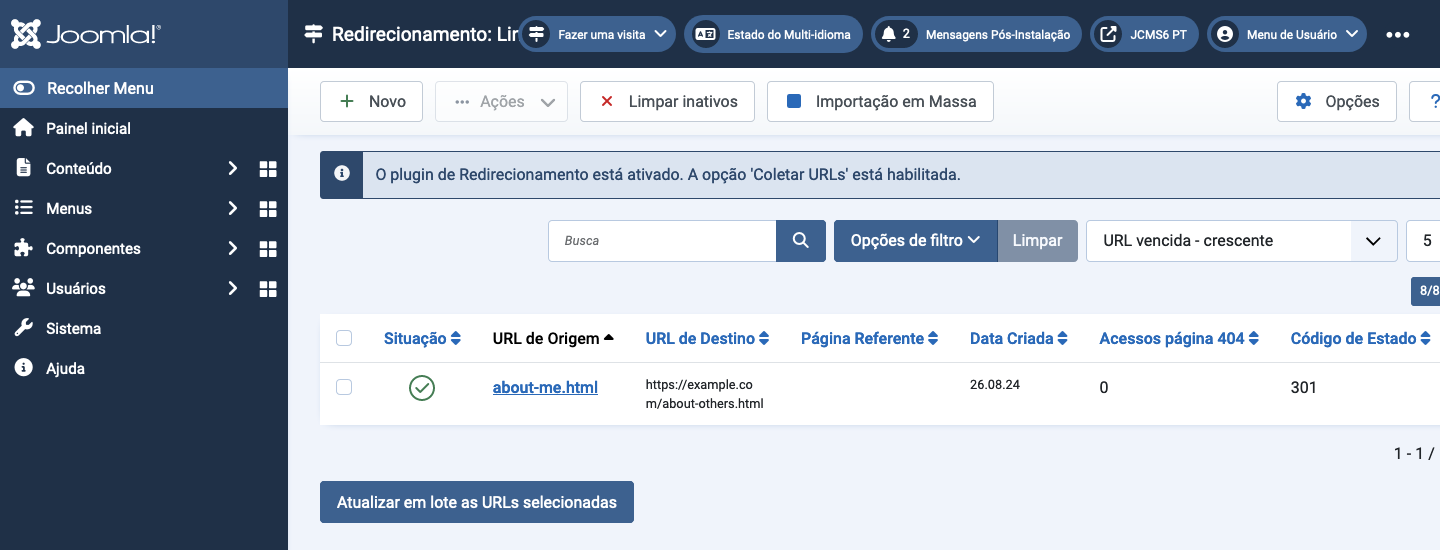 Joomla!®
Redirecionamento: Lin
Fazer uma visita
Estado do Multi-idioma
2 Mensagens Pós-Instalação
JCMS6 PT
Menu de Usuário
Recolher Menu
Painel inicial
Conteúdo
Menus
Componentes
Usuários
Sistema
Ajuda
Novo
Ações
Limpar inativos
Importação em Massa
Opções
?
O plugin de Redirecionamento está ativado. A opção 'Coletar URLs' está habilitada.
Busca
Opções de filtro
Limpar
URL vencida - crescente
5
8/8
Situação URL de Origem URL de Destino Página Referente Data Criada Acessos página 404 Código de Estado
about-me.html https://example.co 26.08.24 0 301
m/about-others.html
1 - 1 /
Atualizar em lote as URLs selecionadas